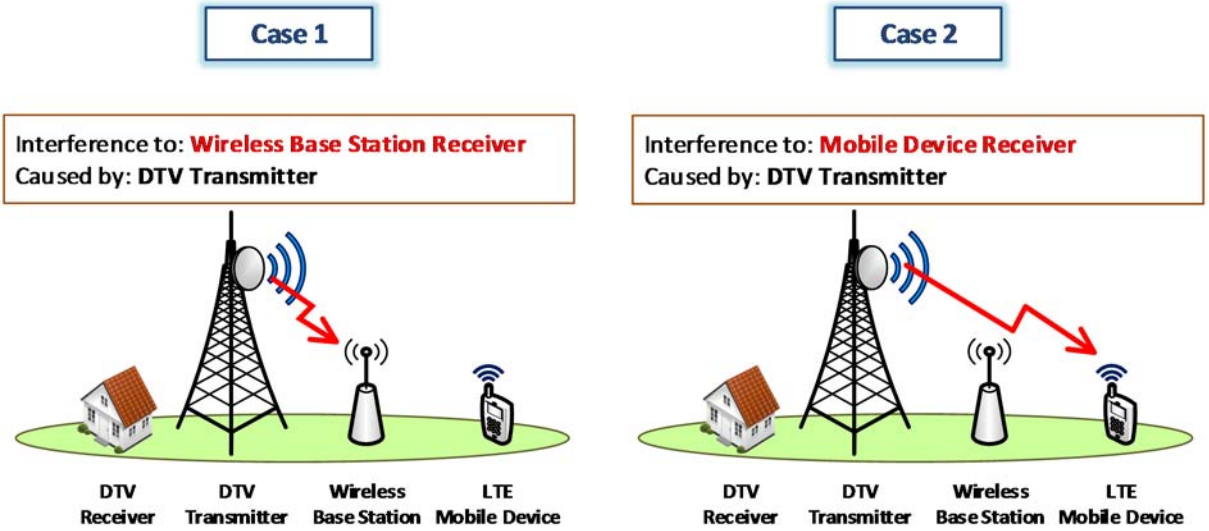 Case 1
Interference to: Wireless Base Station Receiver
Caused by: DTV Transmitter
DTV Receiver
DTV Transmitter
Wireless Base Station
LTE Mobile Device
Case 2
Interference to: Mobile Device Receiver
Caused by: DTV Transmitter
DTV Receiver
DTV Transmitter
Wireless Base Station
LTE Mobile Device